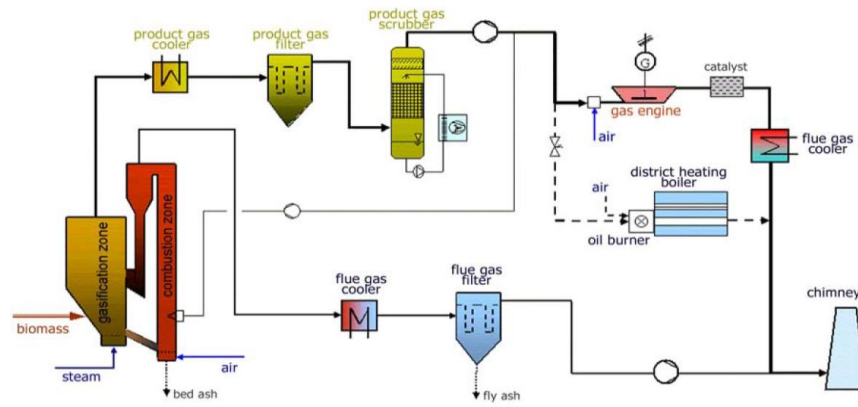 product gas
cooler
product gas
filter
product gas
scrubber
G
catalyst
gas engine
air
flue gas
cooler
district heating
boiler
air
oil burner
gasification zone
combustion zone
flue gas
cooler
flue gas
filter
chimney
biomass
steam
air
bed ash
fly ash